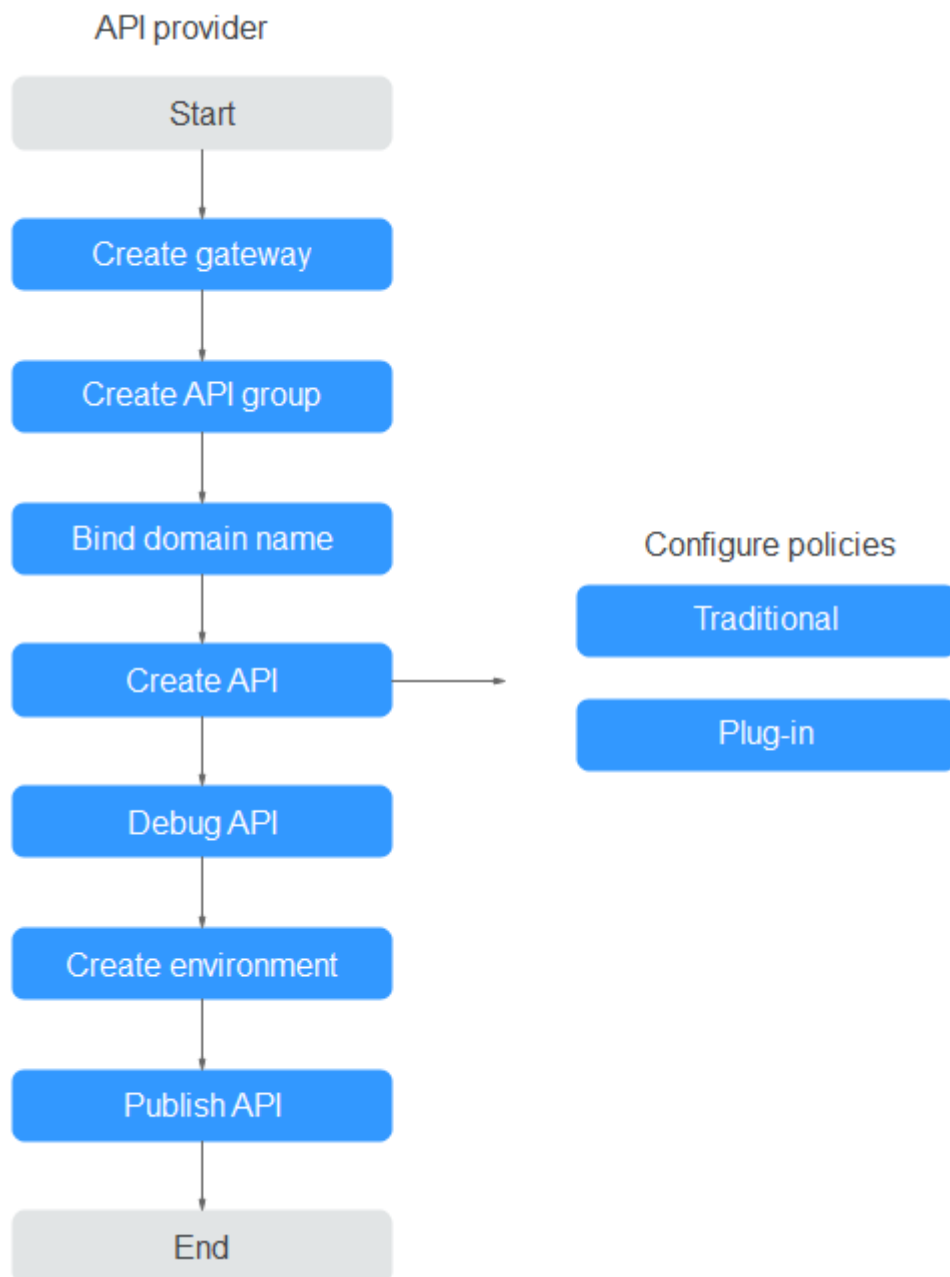 API provider
Start
Create gateway
Create API group
Bind domain name
Configure policies
Traditional
Create API
Plug-in
Debug API
Create environment
Publish API
End